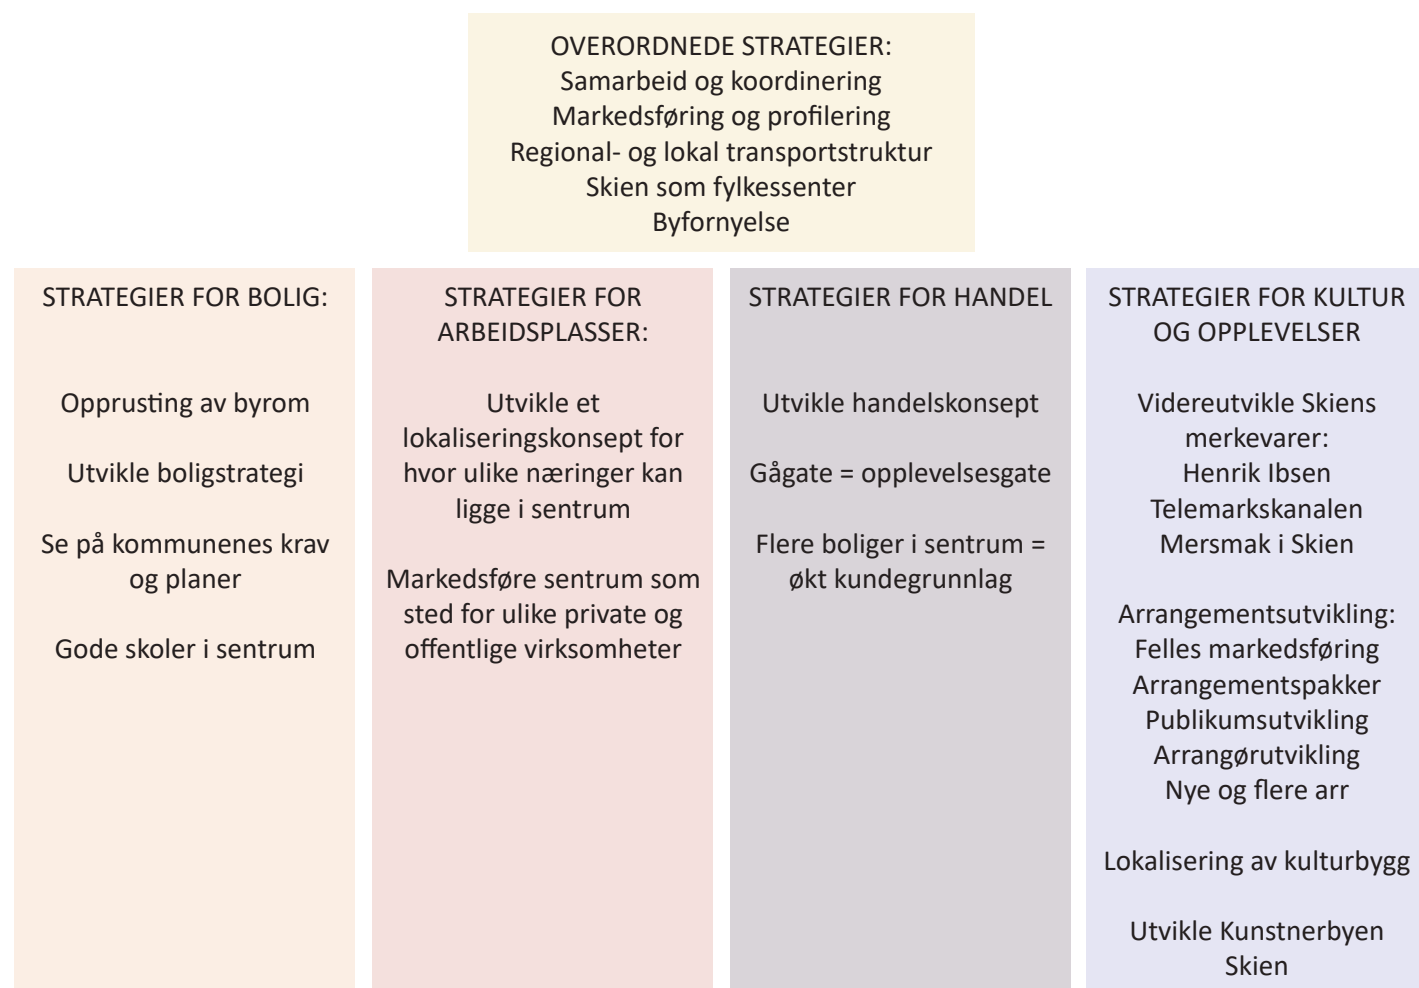 OVERORDNEDE STRATEGIER:
Samarbeid og koordinering
Markedsføring og profilering
Regional- og lokal transportstruktur
Skien som fylkessenter
Byfornyelse
STRATEGIER FOR BOLIG:
Opprusting av byrom
Utvikle boligstrategi
Se på kommunenes krav
og planer
Gode skoler i sentrum
STRATEGIER FOR
ARBEIDSPLASSER:
Utvikle et
lokaliseringskonsept for
hvor ulike næringer kan
ligge i sentrum
Markedsføre sentrum som
sted for ulike private og
offentlige virksomheter
STRATEGIER FOR HANDEL
Utvikle handelskonsept
Gågate = opplevelsesgate
Flere boliger i sentrum =
økt kundegrunnlag
STRATEGIER FOR KULTUR
OG OPPLEVELSER
Videreutvikle Skiens
merkevarer:
Henrik Ibsen
Telemarkskanalen
Mersmak i Skien
Arrangementsutvikling:
Felles markedsføring
Arrangementspakker
Publikumsutvikling
Arrangørutvikling
Nye og flere arr
Lokalisering av kulturbygg
Utvikle Kunstnerbyen
Skien